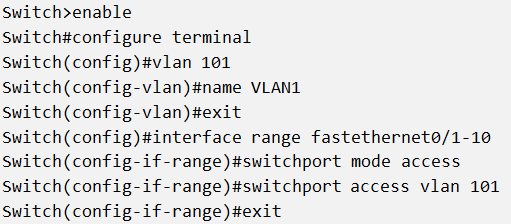 Switch>enable
Switch#configure terminal
Switch(config)#vlan 101
Switch(config-vlan)#name VLAN1
Switch(config-vlan)#exit
Switch(config)#interface range fastethernet0/1-10
Switch(config-if-range)#switchport mode access
Switch(config-if-range)#switchport access vlan 101
Switch(config-if-range)#exit